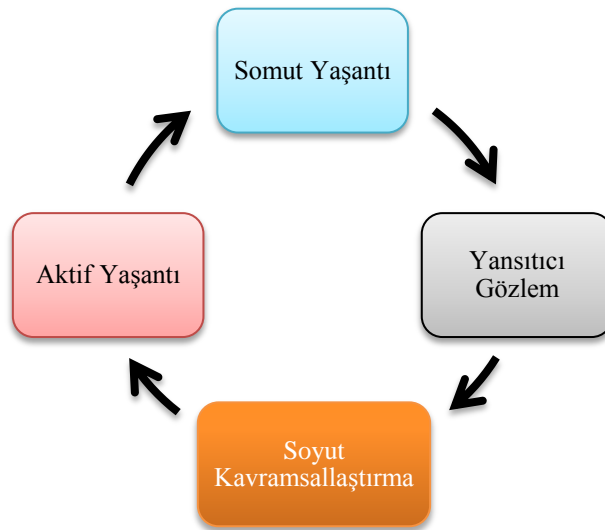 Somut Yaşantı
Yansıtıcı
Gözlem
Soyut
Kavramsallaştırma
Aktif Yaşantı